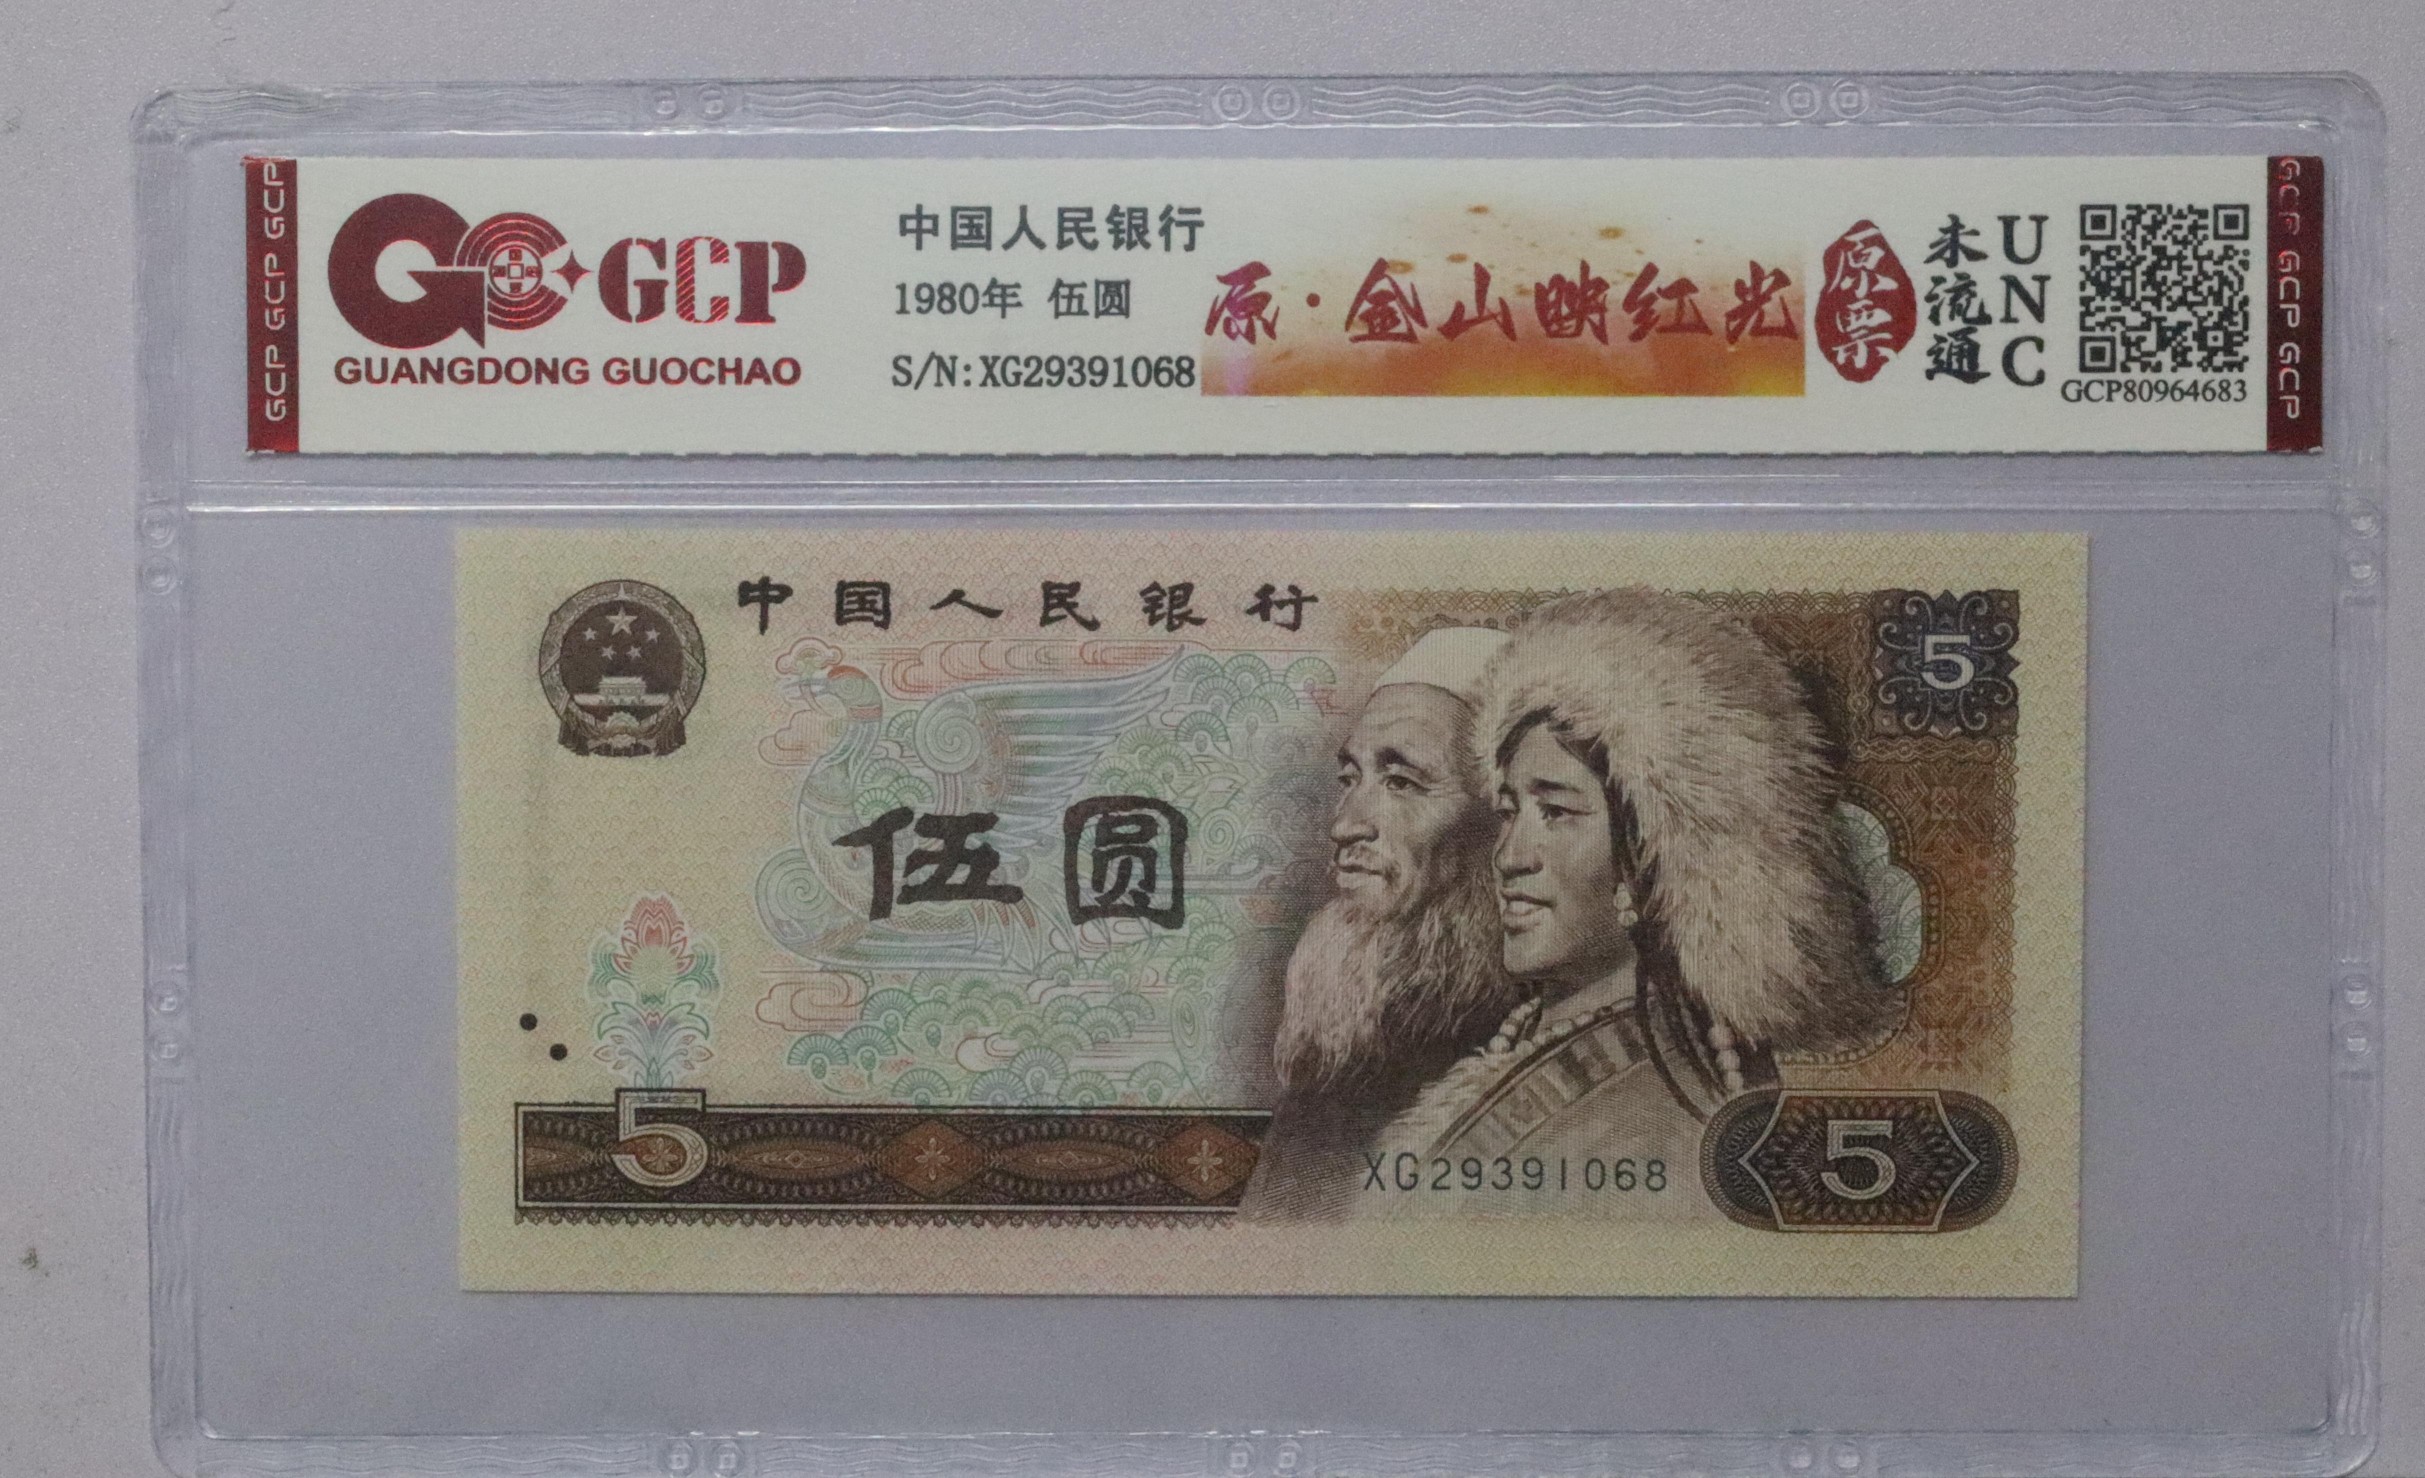 GCP GCP GCP
GCP
GUANGDONG GUOCHAO
中国人民银行
1980年 伍圆
S/N:XG29391068
原·金山映红光
原票
未流通
UNC
GCP80964683
GCP GCP GCP
中国人民银行
5
伍圆
5
XG29391068
5